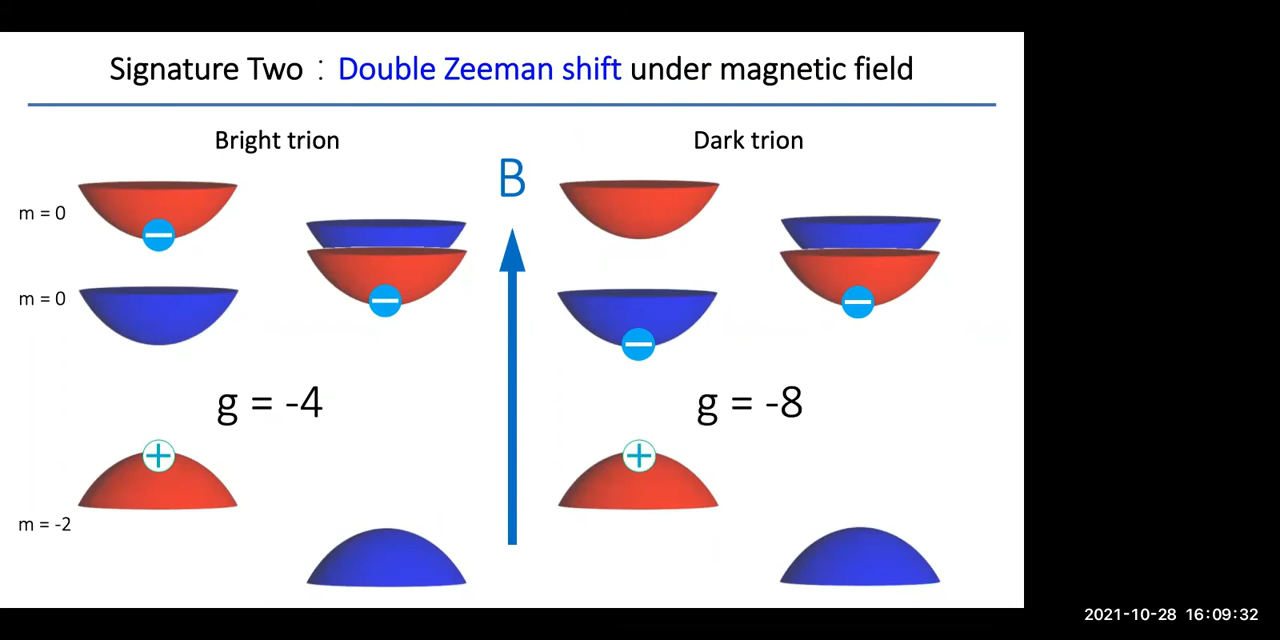 Signature Two : Double Zeeman shift under magnetic field
Bright trion
Dark trion
B
m = 0
m = 0
g = -4
g = -8
m = -2
2021-10-28 16:09:32